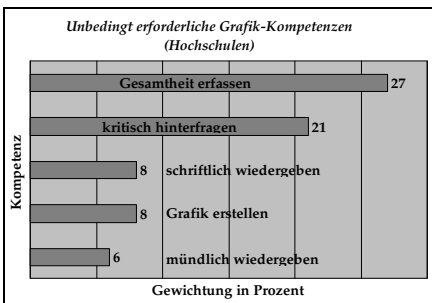 Unbedingt erforderliche Grafik-Kompetenzen
(Hochschulen)
Kompetenz
Gesamtheit erfassen 27
kritisch hinterfragen 21
8 schriftlich wiedergeben
8 Grafik erstellen
6 mündlich wiedergeben
Gewichtung in Prozent